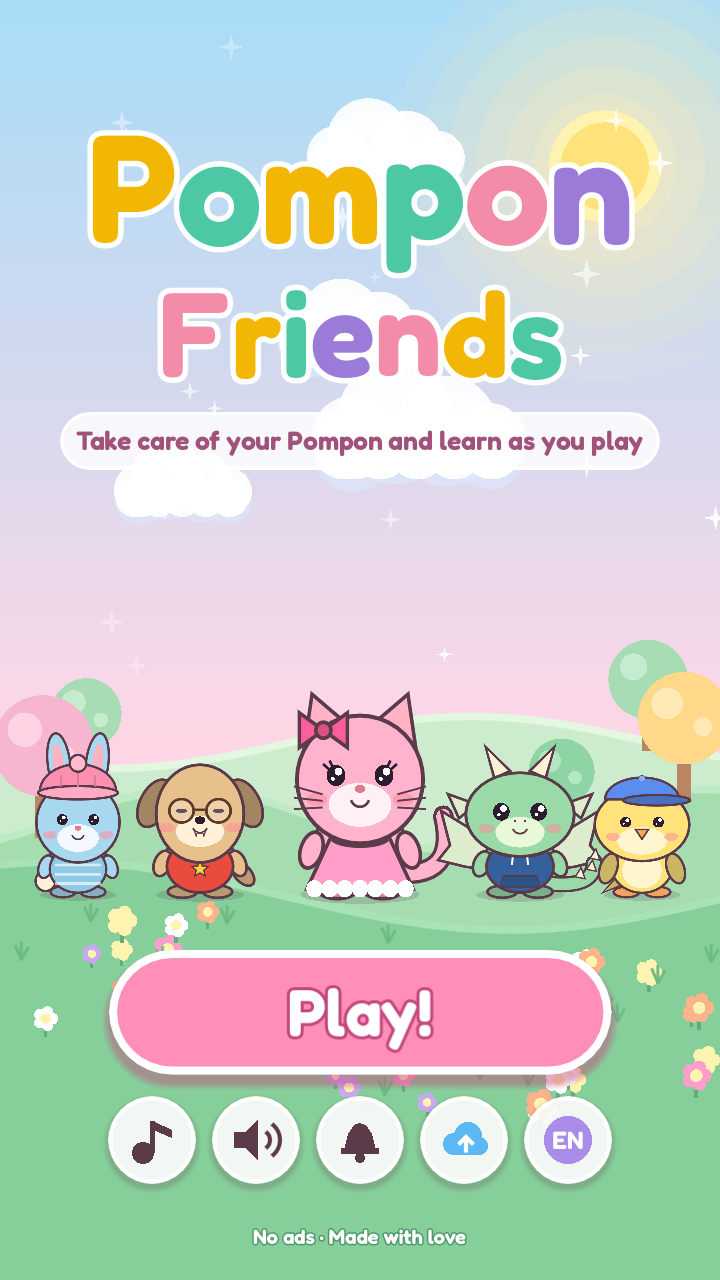 Pompon
Friends
Take care of your Pompon and learn as you play
Play!
EN
No ads · Made with love